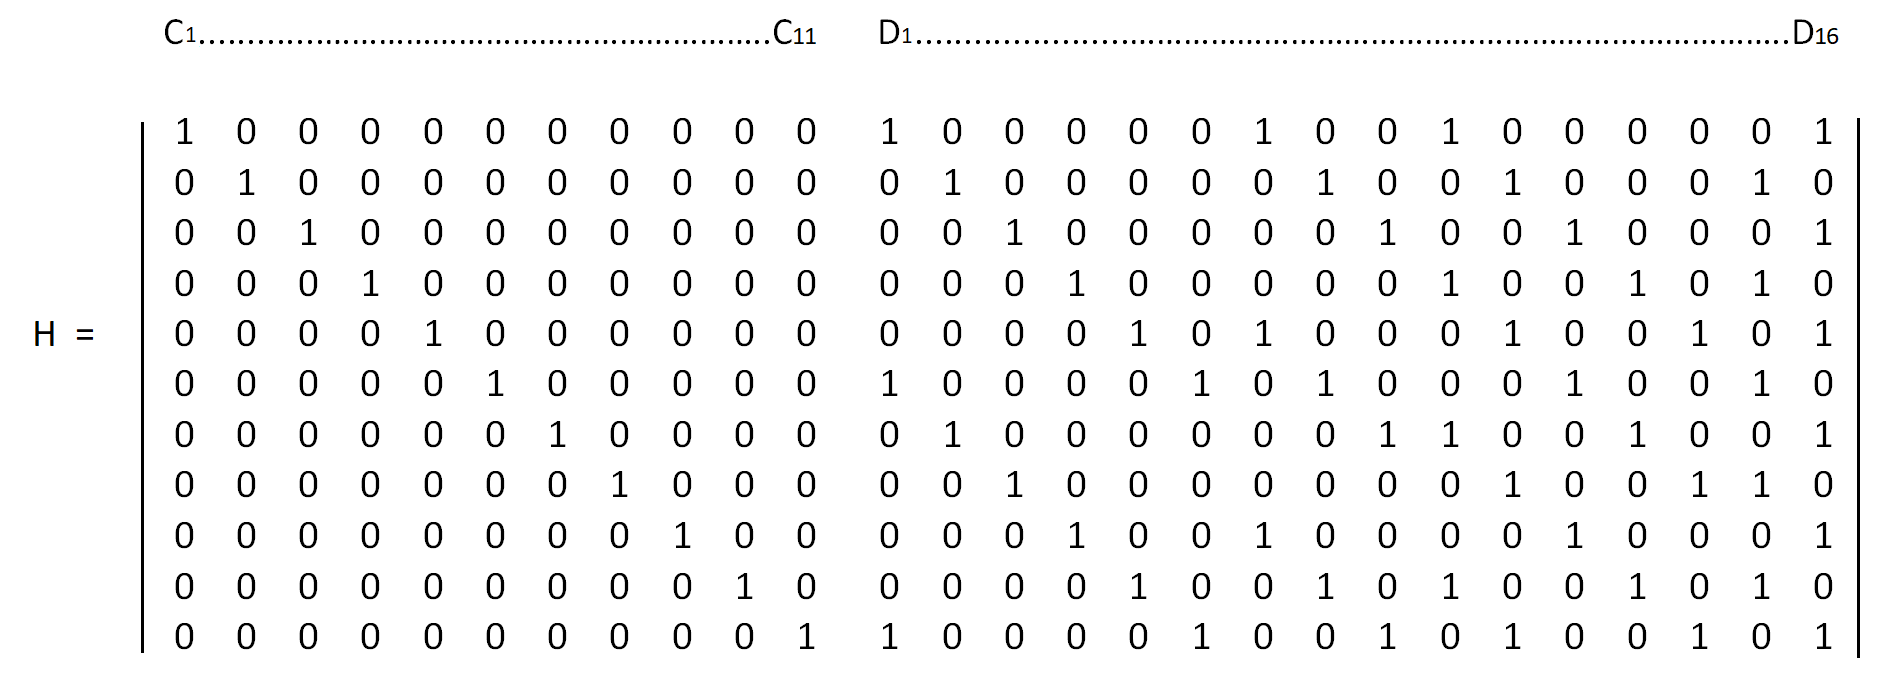 C1......................................................................C11 D1..........................................................................................................D16
1 0 0 0 0 0 0 0 0 0 0 1 0 0 0 0 0 1 0 0 1 0 0 0 0 0 1
0 1 0 0 0 0 0 0 0 0 0 0 1 0 0 0 0 0 1 0 0 1 0 0 0 1 0
0 0 1 0 0 0 0 0 0 0 0 0 0 1 0 0 0 0 0 1 0 0 1 0 0 0 1
0 0 0 1 0 0 0 0 0 0 0 0 0 0 1 0 0 0 0 0 1 0 0 1 0 1 0
H = 0 0 0 0 1 0 0 0 0 0 0 0 0 0 0 1 0 1 0 0 0 1 0 0 1 0 1
0 0 0 0 0 1 0 0 0 0 0 1 0 0 0 0 1 0 1 0 0 0 1 0 0 1 0
0 0 0 0 0 0 1 0 0 0 0 0 1 0 0 0 0 0 0 1 1 0 0 1 0 0 1
0 0 0 0 0 0 0 1 0 0 0 0 0 1 0 0 0 0 0 0 0 1 0 0 1 1 0
0 0 0 0 0 0 0 0 1 0 0 0 0 0 1 0 0 1 0 0 0 0 1 0 0 0 1
0 0 0 0 0 0 0 0 0 1 0 0 0 0 0 1 0 0 1 0 1 0 0 1 0 1 0
0 0 0 0 0 0 0 0 0 0 1 1 0 0 0 0 1 0 0 1 0 1 0 0 1 0 1